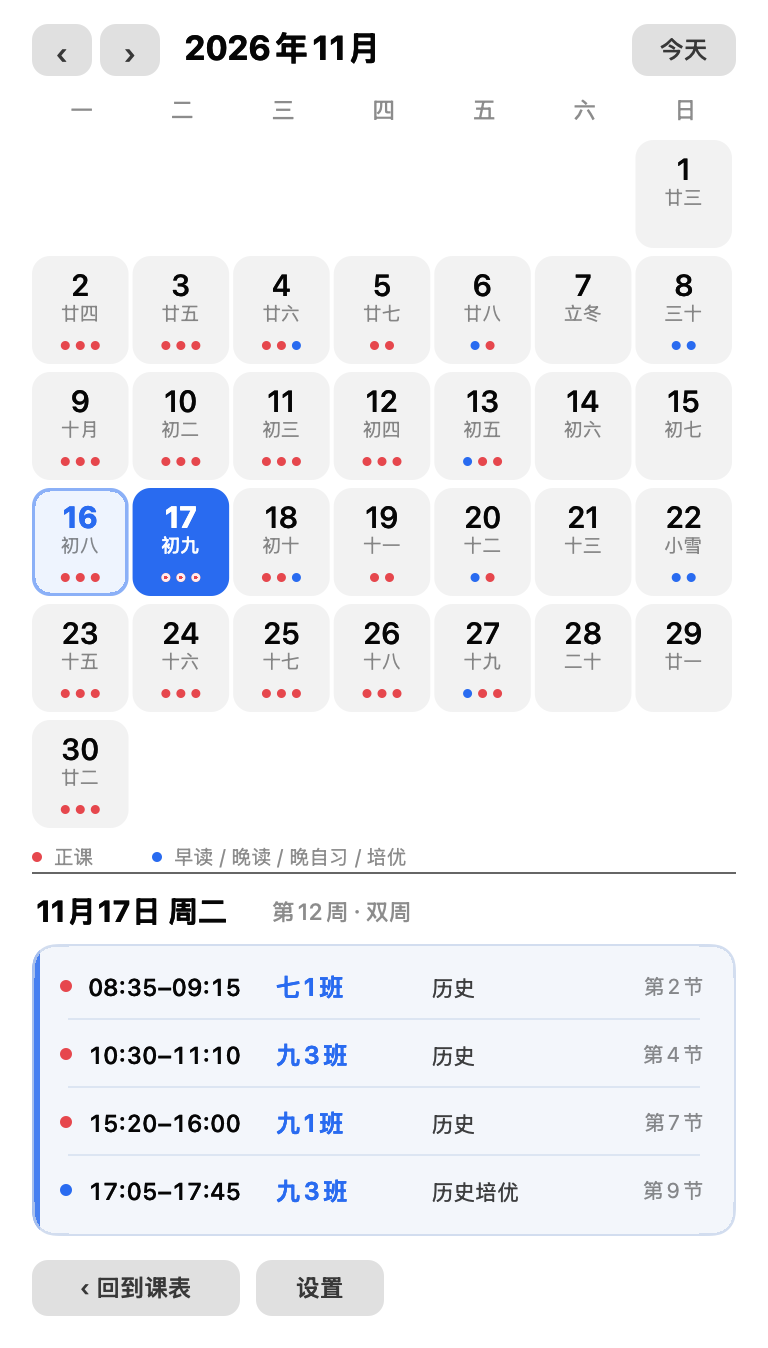 ‹ › 2026年11月 今天
一 二 三 四 五 六 日
1
廿三
2 3 4 5 6 7 8
廿四 廿五 廿六 廿七 廿八 立冬 三十
9 10 11 12 13 14 15
十月 初二 初三 初四 初五 初六 初七
16 17 18 19 20 21 22
初八 初九 初十 十一 十二 十三 小雪
23 24 25 26 27 28 29
十五 十六 十七 十八 十九 二十 廿一
30
廿二
正课 早读 / 晚读 / 晚自习 / 培优
11月17日 周二 第12周 · 双周
08:35–09:15 七1班 历史 第2节
10:30–11:10 九3班 历史 第4节
15:20–16:00 九1班 历史 第7节
17:05–17:45 九3班 历史培优 第9节
‹ 回到课表 设置